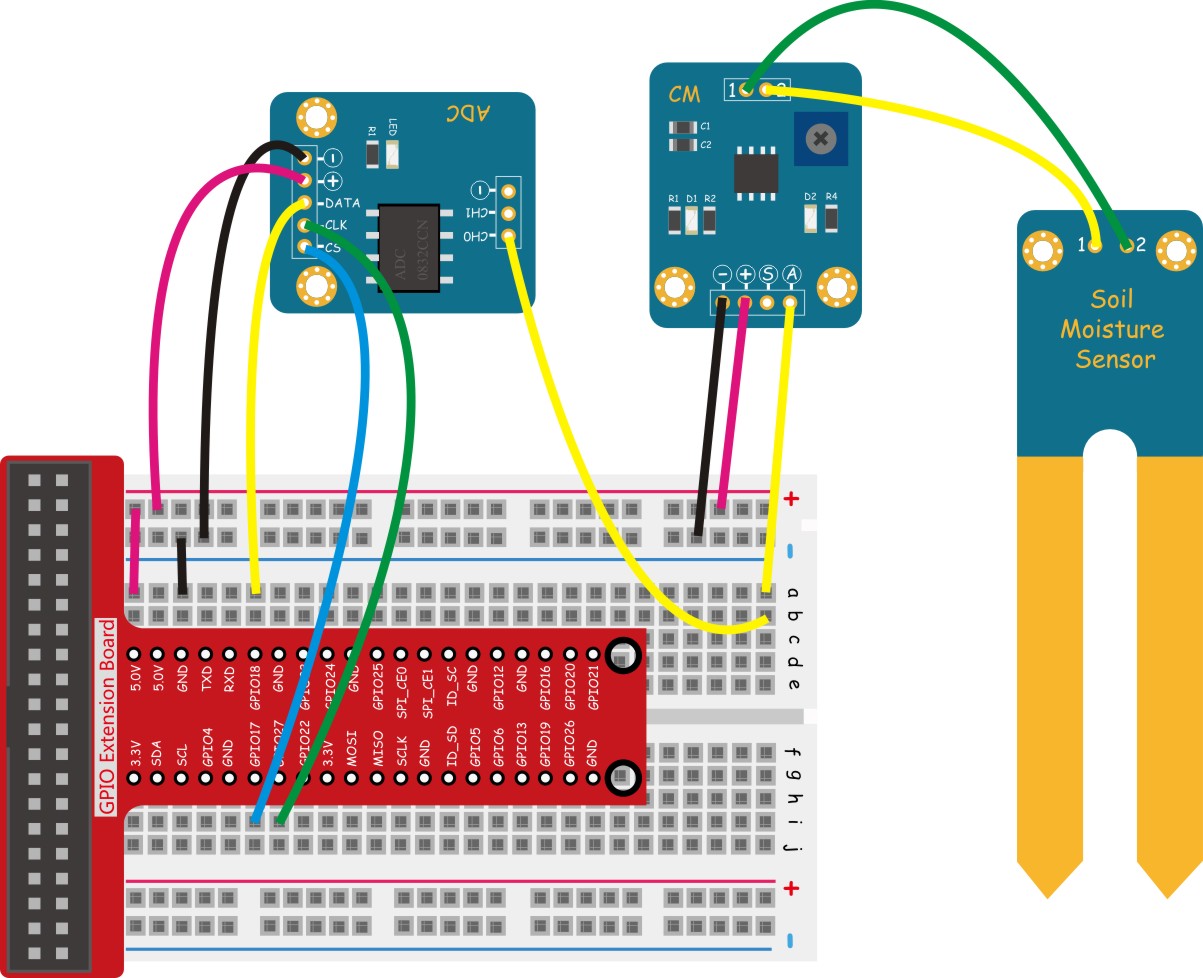 ADC
R1
LED
-
+
DATA
CLK
CS
-
CH1
CH0
ADC
0832CCN
CM
1
2
C1
C2
R1 D1 R2
D2 R4
- + S A
1 2
Soil
Moisture
Sensor
+
-
a
b
c
d
e
f
g
h
i
j
+
-
GPIO Extension Board
5.0V 5.0V GND TXD RXD GPIO18 GND GPIO24 GND GPIO25 SPI_CE0 SPI_CE1 ID_SC GND GPIO12 GND GPIO16 GPIO20 GPIO21
3.3V SDA SCL GPIO4 GND GPIO17 GPIO27 GPIO22 3.3V MOSI MISO SCLK GND ID_SD GPIO5 GPIO6 GPIO13 GPIO19 GPIO26 GND